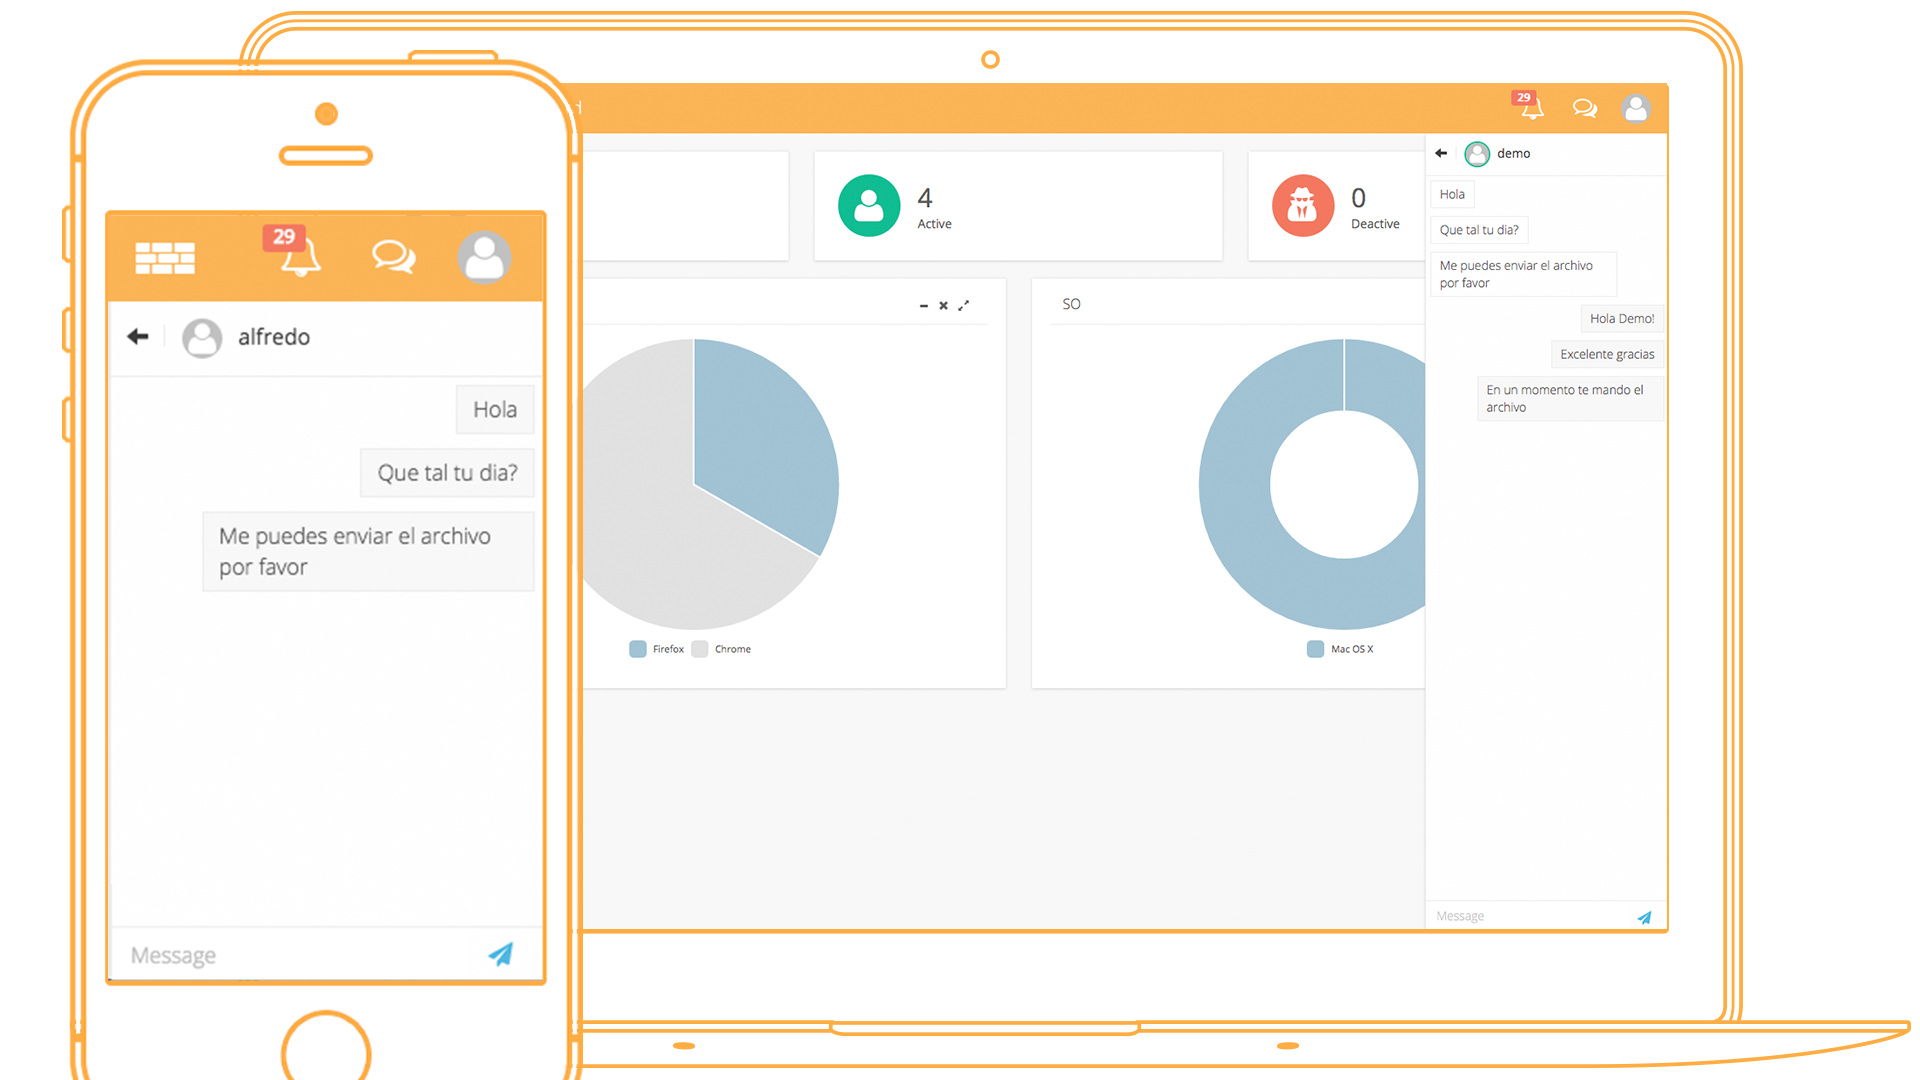 29
alfredo
Hola
Que tal tu dia?
Me puedes enviar el archivo
por favor
Message
29
4
Active
0
Deactive
Firefox
Chrome
SO
Mac OS X
demo
Hola
Que tal tu dia?
Me puedes enviar el archivo
por favor
Hola Demo!
Excelente gracias
En un momento te mando el
archivo
Message